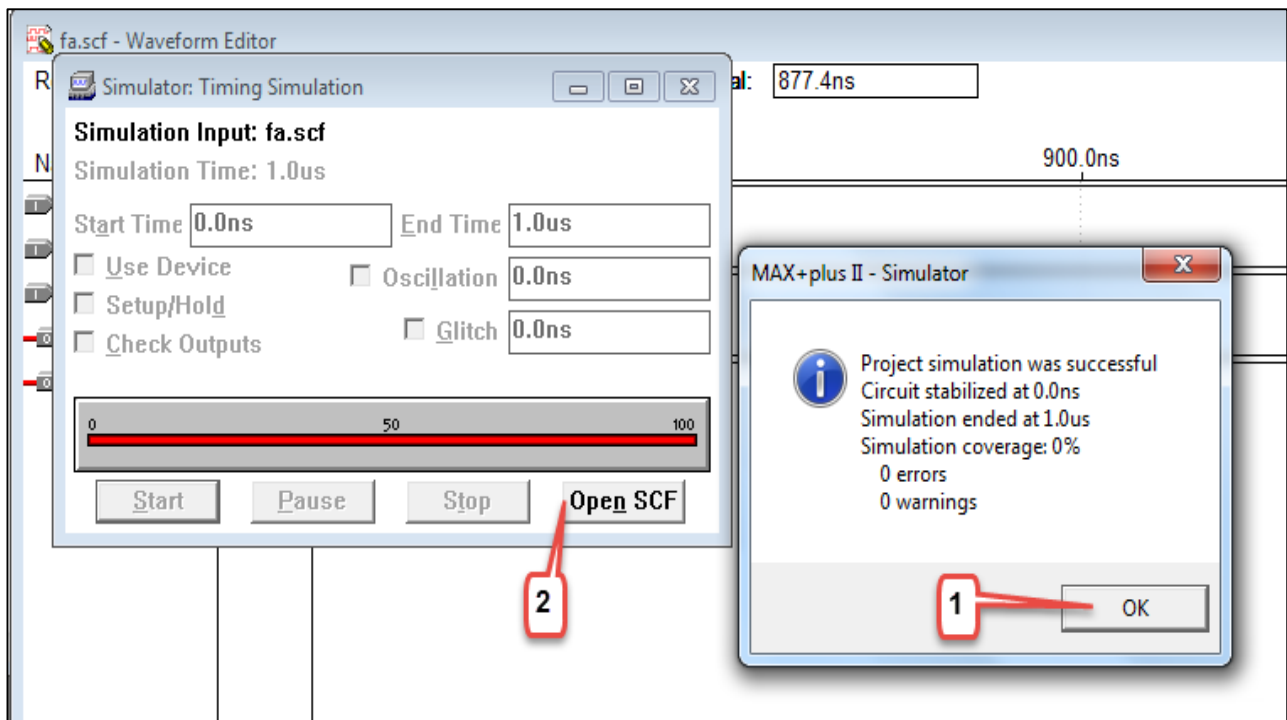 fa.scf - Waveform Editor
R
al: 877.4ns
N
900.0ns
Simulator: Timing Simulation
Simulation Input: fa.scf
Simulation Time: 1.0us
Start Time 0.0ns End Time 1.0us
Use Device
Oscillation 0.0ns
Setup/Hold
Glitch 0.0ns
Check Outputs
0 50 100
Start Pause Stop Open SCF
2
MAX+plus II - Simulator
Project simulation was successful
Circuit stabilized at 0.0ns
Simulation ended at 1.0us
Simulation coverage: 0%
0 errors
0 warnings
1
OK